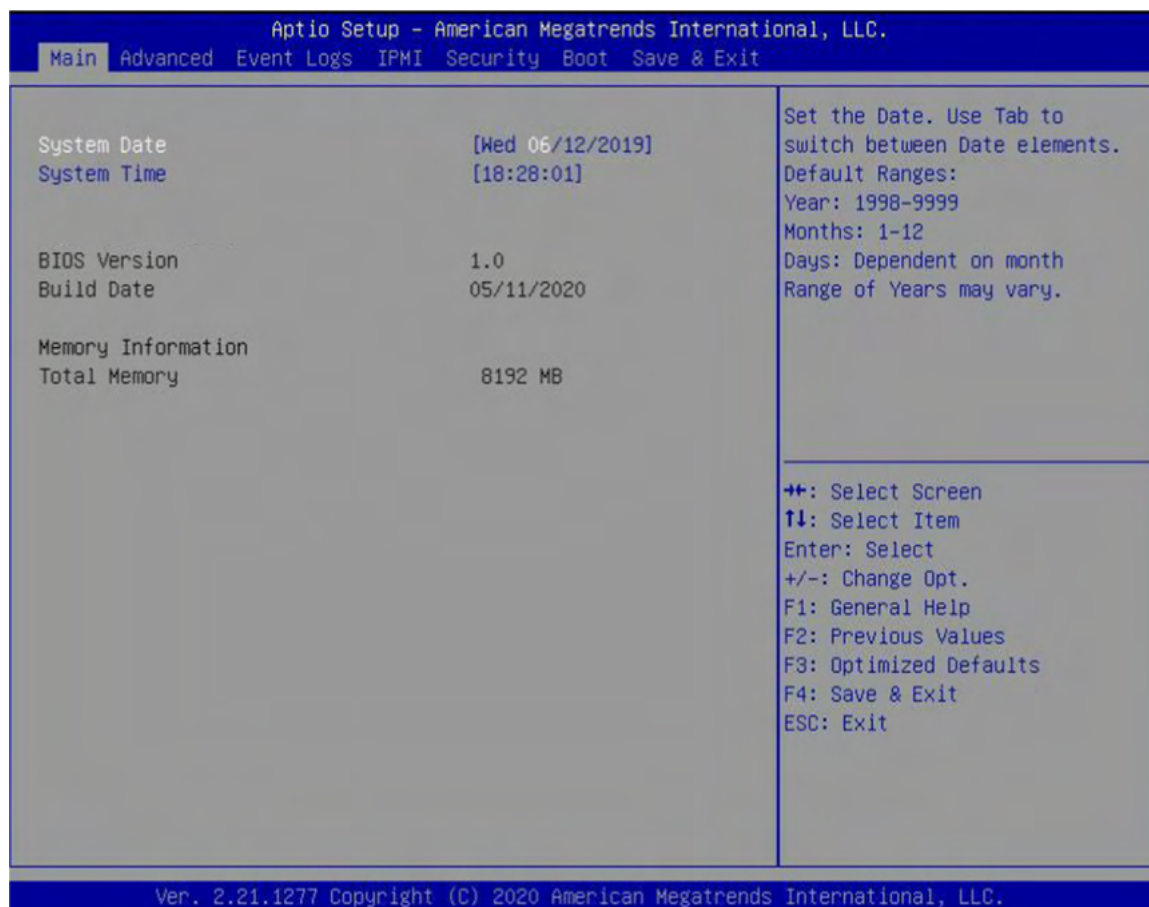 Aptio Setup – American Megatrends International, LLC.
Main Advanced Event Logs IPMI Security Boot Save & Exit
System Date [Wed 06/12/2019]
System Time [18:28:01]
BIOS Version 1.0
Build Date 05/11/2020
Memory Information
Total Memory 8192 MB
Set the Date. Use Tab to
switch between Date elements.
Default Ranges:
Year: 1998-9999
Months: 1-12
Days: Dependent on month
Range of Years may vary.
→←: Select Screen
↑↓: Select Item
Enter: Select
+/-: Change Opt.
F1: General Help
F2: Previous Values
F3: Optimized Defaults
F4: Save & Exit
ESC: Exit
Ver. 2.21.1277 Copyright (C) 2020 American Megatrends International, LLC.